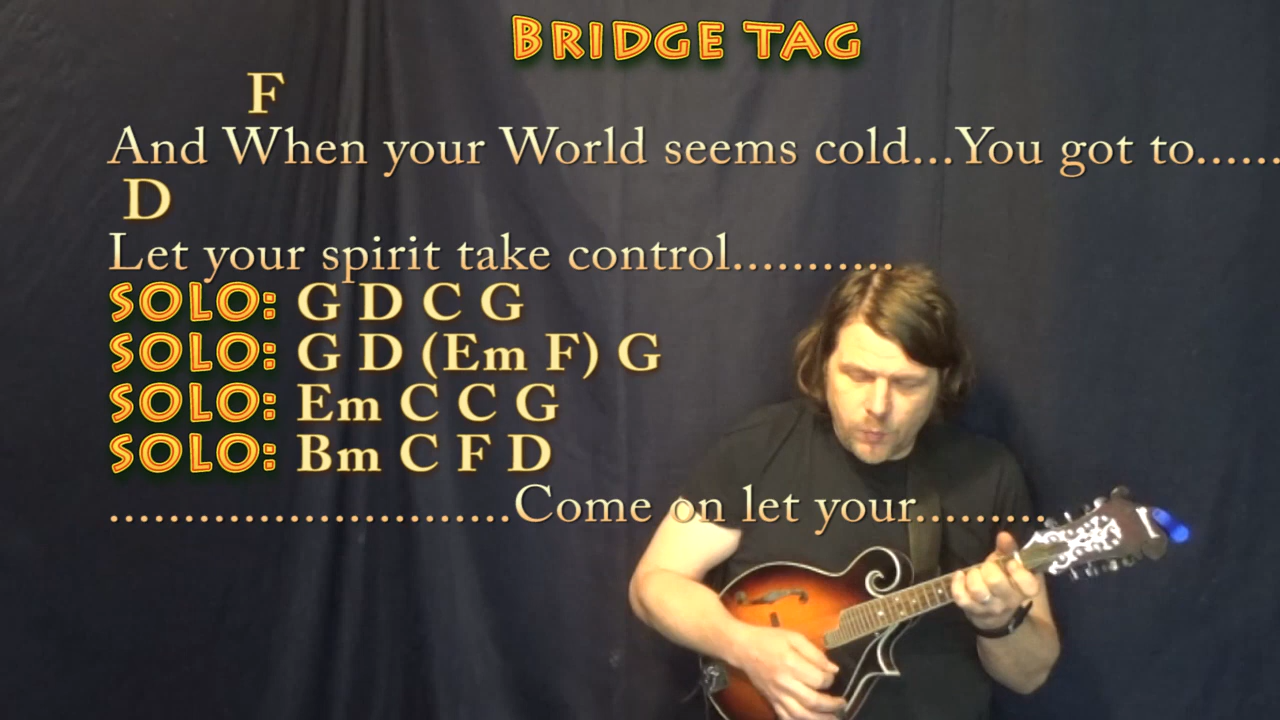 BRIDGE TAG
F
And When your World seems cold...You got to......
D
Let your spirit take control...........
SOLO: G D C G
SOLO: G D (Em F) G
SOLO: Em C C G
SOLO: Bm C F D
...........................Come on let your.........